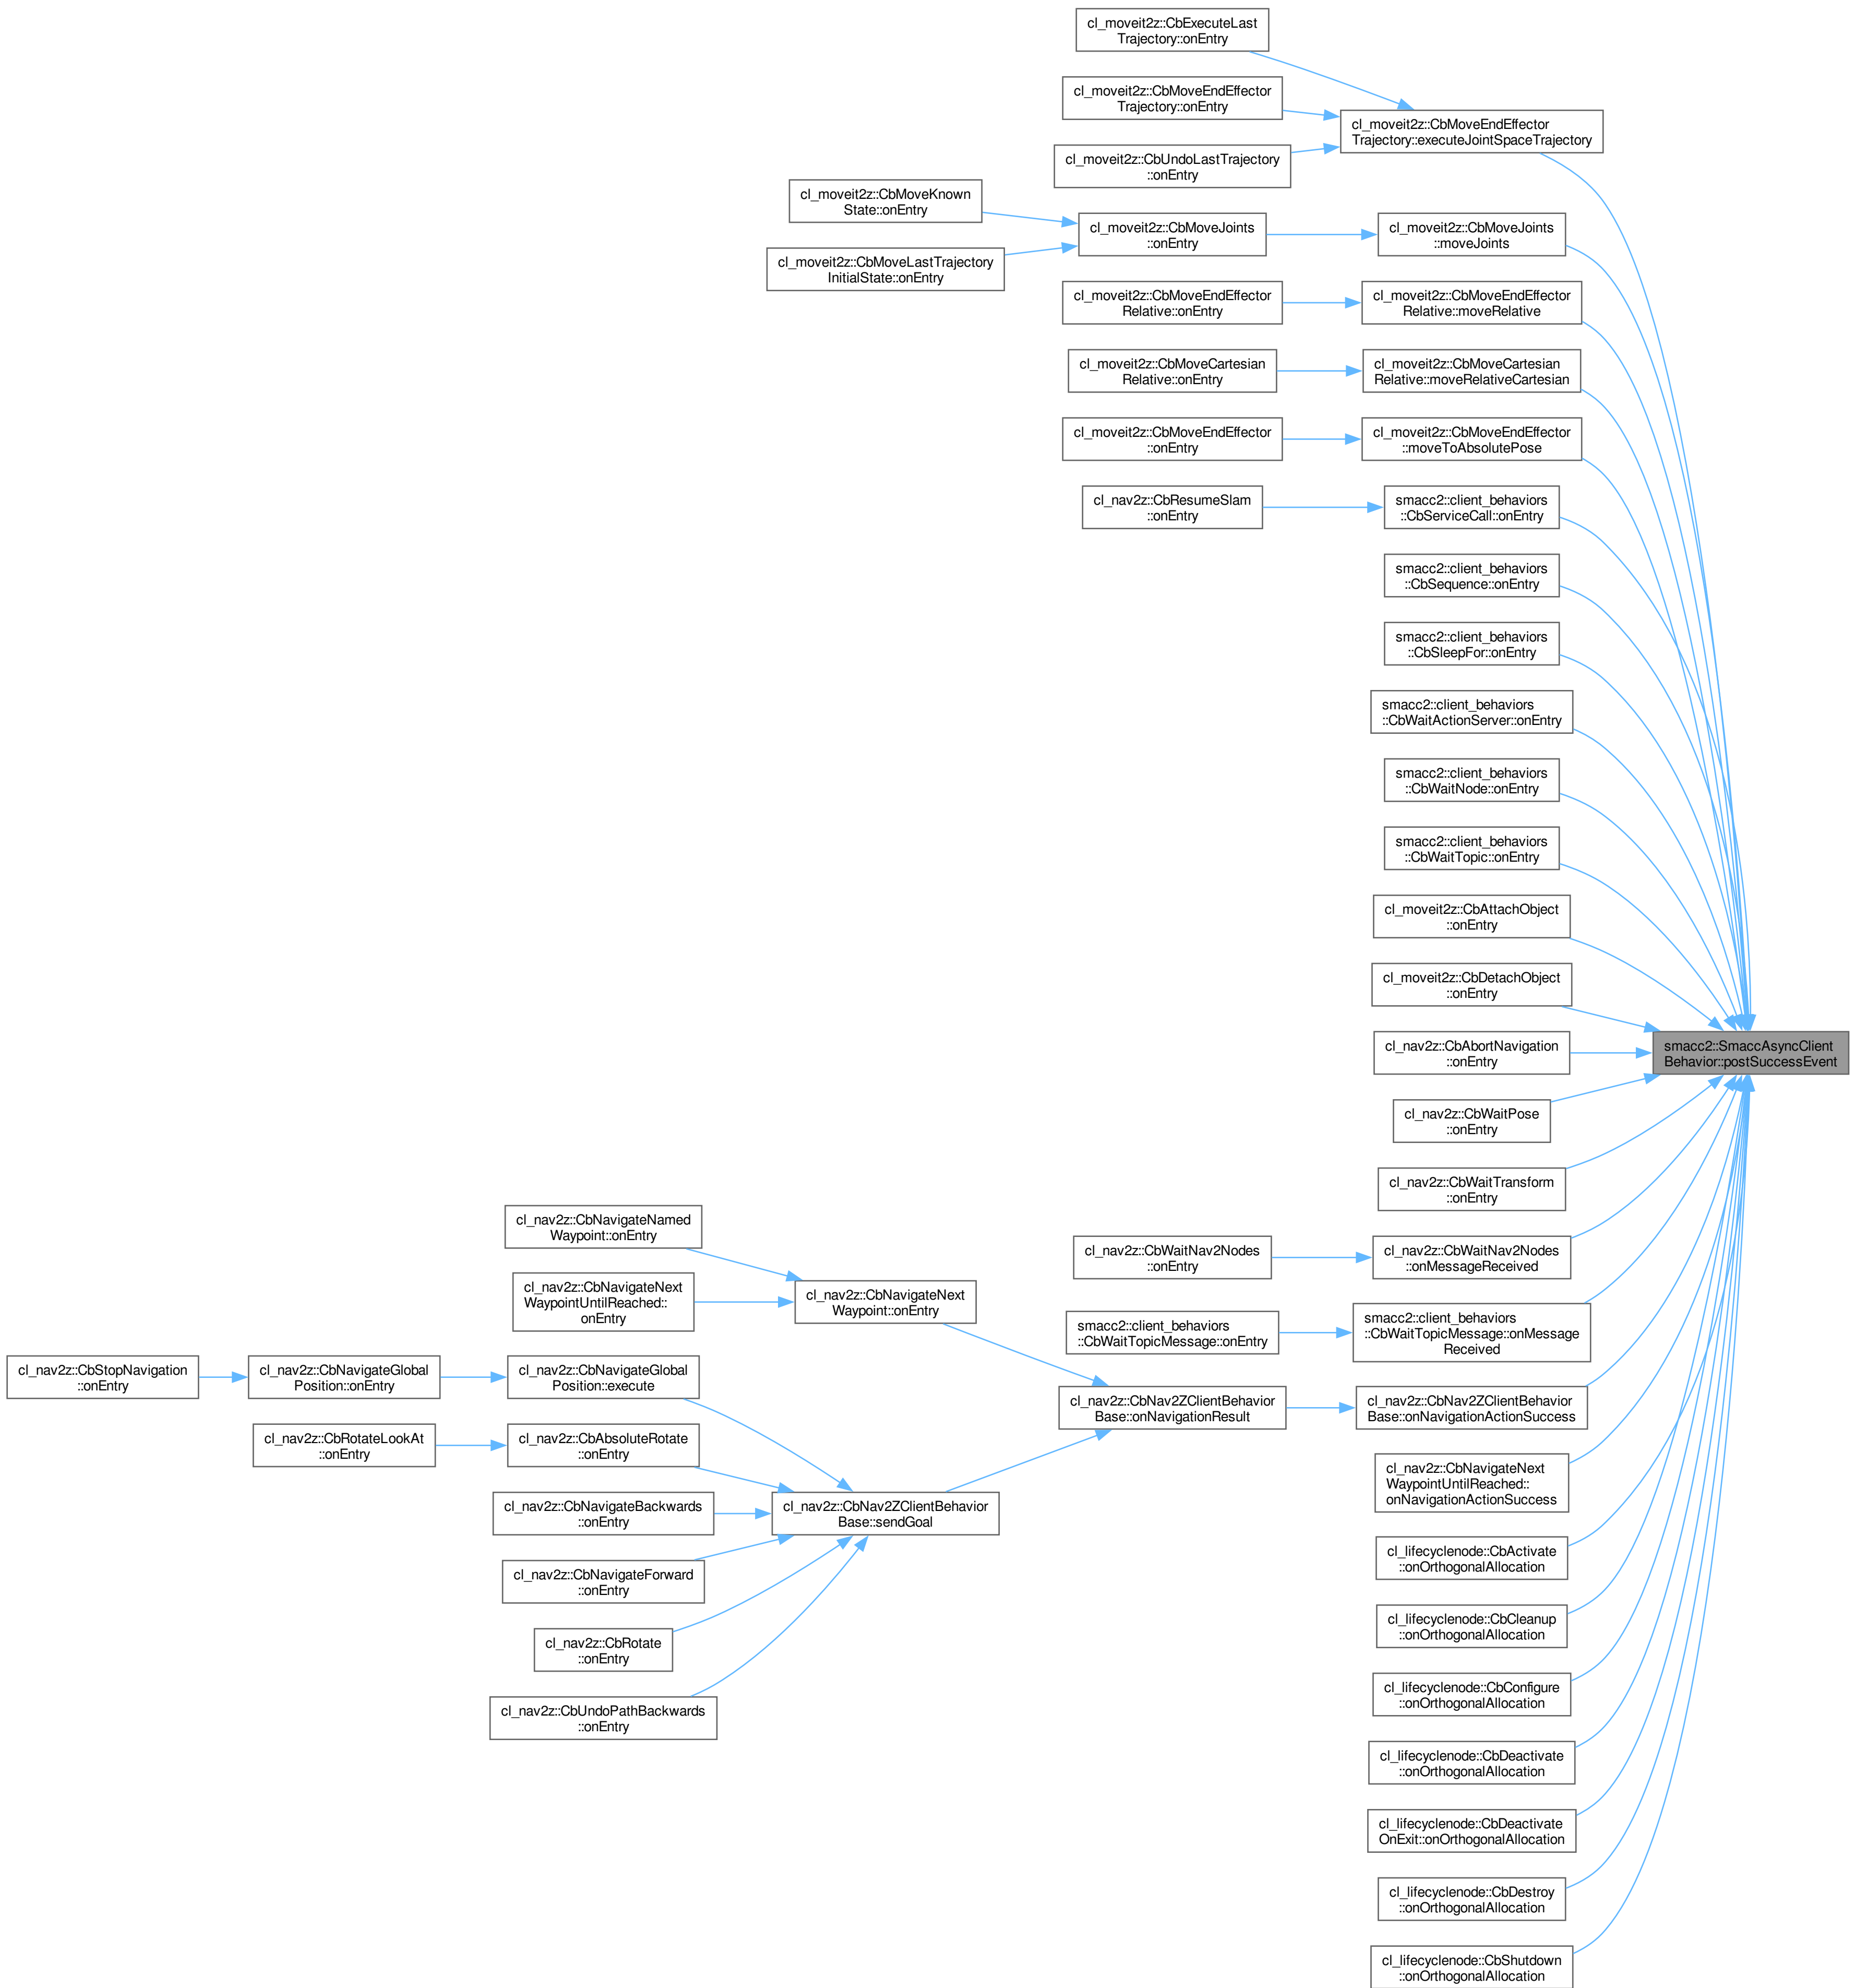 cl_moveit2z::CbExecuteLast
Trajectory::onEntry
cl_moveit2z::CbMoveEndEffector
Trajectory::onEntry
cl_moveit2z::CbMoveEndEffector
Trajectory::executeJointSpaceTrajectory
cl_moveit2z::CbUndoLastTrajectory
::onEntry
cl_moveit2z::CbMoveKnown
State::onEntry
cl_moveit2z::CbMoveJoints
::onEntry
cl_moveit2z::CbMoveJoints
::moveJoints
cl_moveit2z::CbMoveLastTrajectory
InitialState::onEntry
cl_moveit2z::CbMoveEndEffector
Relative::onEntry
cl_moveit2z::CbMoveEndEffector
Relative::moveRelative
cl_moveit2z::CbMoveCartesian
Relative::onEntry
cl_moveit2z::CbMoveCartesian
Relative::moveRelativeCartesian
cl_moveit2z::CbMoveEndEffector
::onEntry
cl_moveit2z::CbMoveEndEffector
::moveToAbsolutePose
cl_nav2z::CbResumeSlam
::onEntry
smacc2::client_behaviors
::CbServiceCall::onEntry
smacc2::client_behaviors
::CbSequence::onEntry
smacc2::client_behaviors
::CbSleepFor::onEntry
smacc2::client_behaviors
::CbWaitActionServer::onEntry
smacc2::client_behaviors
::CbWaitNode::onEntry
smacc2::client_behaviors
::CbWaitTopic::onEntry
cl_moveit2z::CbAttachObject
::onEntry
cl_moveit2z::CbDetachObject
::onEntry
cl_nav2z::CbAbortNavigation
::onEntry
smacc2::SmaccAsyncClient
Behavior::postSuccessEvent
cl_nav2z::CbWaitPose
::onEntry
cl_nav2z::CbWaitTransform
::onEntry
cl_nav2z::CbNavigateNamed
Waypoint::onEntry
cl_nav2z::CbWaitNav2Nodes
::onEntry
cl_nav2z::CbWaitNav2Nodes
::onMessageReceived
cl_nav2z::CbNavigateNext
WaypointUntilReached::
onEntry
cl_nav2z::CbNavigateNext
Waypoint::onEntry
smacc2::client_behaviors
::CbWaitTopicMessage::onEntry
smacc2::client_behaviors
::CbWaitTopicMessage::onMessage
Received
cl_nav2z::CbStopNavigation
::onEntry
cl_nav2z::CbNavigateGlobal
Position::onEntry
cl_nav2z::CbNavigateGlobal
Position::execute
cl_nav2z::CbNav2ZClientBehavior
Base::onNavigationResult
cl_nav2z::CbNav2ZClientBehavior
Base::onNavigationActionSuccess
cl_nav2z::CbRotateLookAt
::onEntry
cl_nav2z::CbAbsoluteRotate
::onEntry
cl_nav2z::CbNavigateNext
WaypointUntilReached::
onNavigationActionSuccess
cl_nav2z::CbNavigateBackwards
::onEntry
cl_nav2z::CbNav2ZClientBehavior
Base::sendGoal
cl_lifecyclenode::CbActivate
::onOrthogonalAllocation
cl_nav2z::CbNavigateForward
::onEntry
cl_lifecyclenode::CbCleanup
::onOrthogonalAllocation
cl_nav2z::CbRotate
::onEntry
cl_lifecyclenode::CbConfigure
::onOrthogonalAllocation
cl_nav2z::CbUndoPathBackwards
::onEntry
cl_lifecyclenode::CbDeactivate
::onOrthogonalAllocation
cl_lifecyclenode::CbDeactivate
OnExit::onOrthogonalAllocation
cl_lifecyclenode::CbDestroy
::onOrthogonalAllocation
cl_lifecyclenode::CbShutdown
::onOrthogonalAllocation